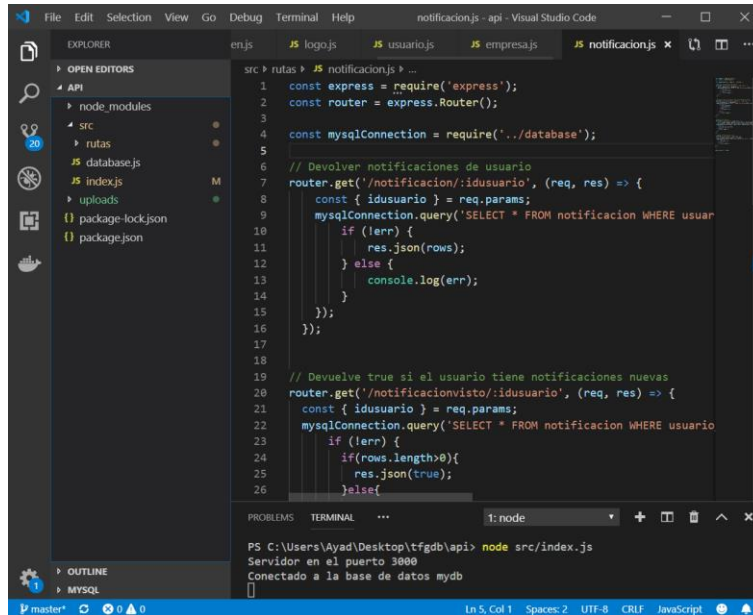 File Edit Selection View Go Debug Terminal Help notificacion.js - api - Visual Studio Code
EXPLORER
OPEN EDITORS
API
node_modules
src
rutas
JS database.js
JS index.js M
uploads
{} package-lock.json
{} package.json
OUTLINE
MYSQL
20
1
en.js JS logo.js JS usuario.js JS empresa.js JS notificacion.js ×
src rutas JS notificacion.js ...
1 const express = require('express');
2 const router = express.Router();
3
4 const mysqlConnection = require('../database');
5
6 // Devolver notificaciones de usuario
7 router.get('/notificacion/:idusuario', (req, res) => {
8 const { idusuario } = req.params;
9 mysqlConnection.query('SELECT * FROM notificacion WHERE usuar
10 if (!err) {
11 res.json(rows);
12 } else {
13 console.log(err);
14 }
15 });
16 });
17
18
19 // Devuelve true si el usuario tiene notificaciones nuevas
20 router.get('/notificacionvisto/:idusuario', (req, res) => {
21 const { idusuario } = req.params;
22 mysqlConnection.query('SELECT * FROM notificacion WHERE usuario
23 if (!err) {
24 if(rows.length>0){
25 res.json(true);
26 }else{
PROBLEMS TERMINAL ••• 1: node
PS C:\Users\Ayad\Desktop\tfgdb\api> node src/index.js
Servidor en el puerto 3000
Conectado a la base de datos mydb
master* 0 0 Ln 5, Col 1 Spaces: 2 UTF-8 CRLF JavaScript